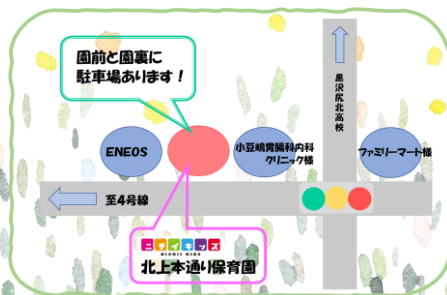 園前と園裏に
駐車場あります！
黒沢尻北高校
ENEOS
小豆嶋胃腸科内科
クリニック様
ファミリーマート様
至4号線
ニチイキッズ
NICHII KIDS
北上本通り保育園